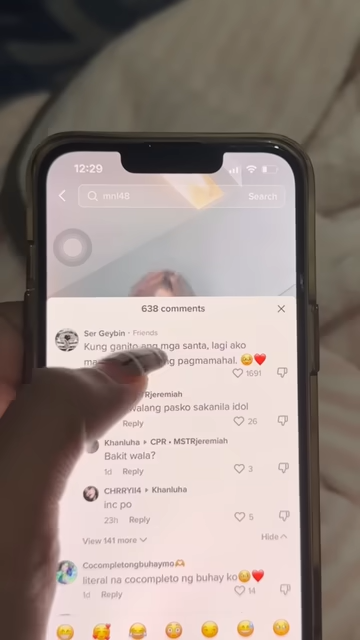 12:29
mnl48
Search
638 comments
Ser Geybin · Friends
Kung ganito ang mga santa, lagi ako
ng pagmamahal. 🥹❤️
1691
Rjeremiah
walang pasko sakanila idol
Reply
26
Khanluha ▸ CPR • MSTRjeremiah
Bakit wala?
1d Reply
3
CHRRYII4 ▸ Khanluha
inc po
23h Reply
5
View 141 more
Hide
Cocompletongbuhaymo🫶
literal na cocompleto ng buhay ko🥹❤️
1d Reply
14